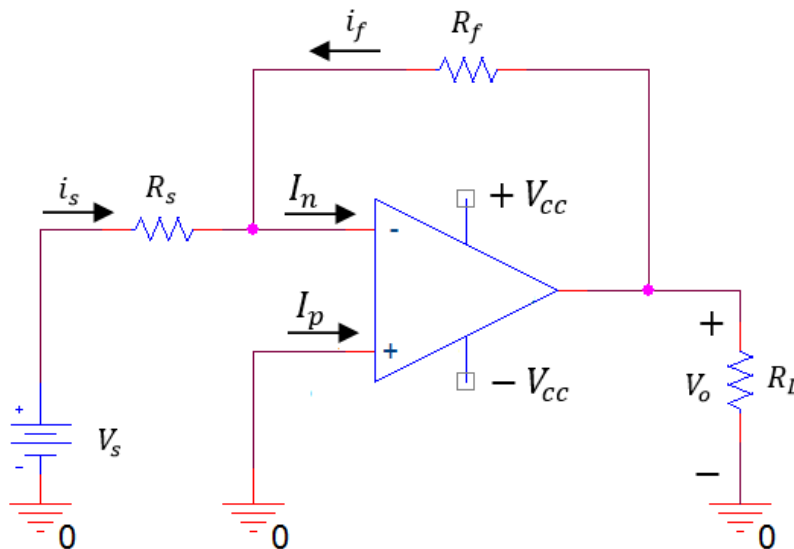 i_f
R_f
i_s
R_s
I_n
+ V_cc
-
I_p
+
+
− V_cc
V_o
R_L
+
V_s
-
−
0
0
0